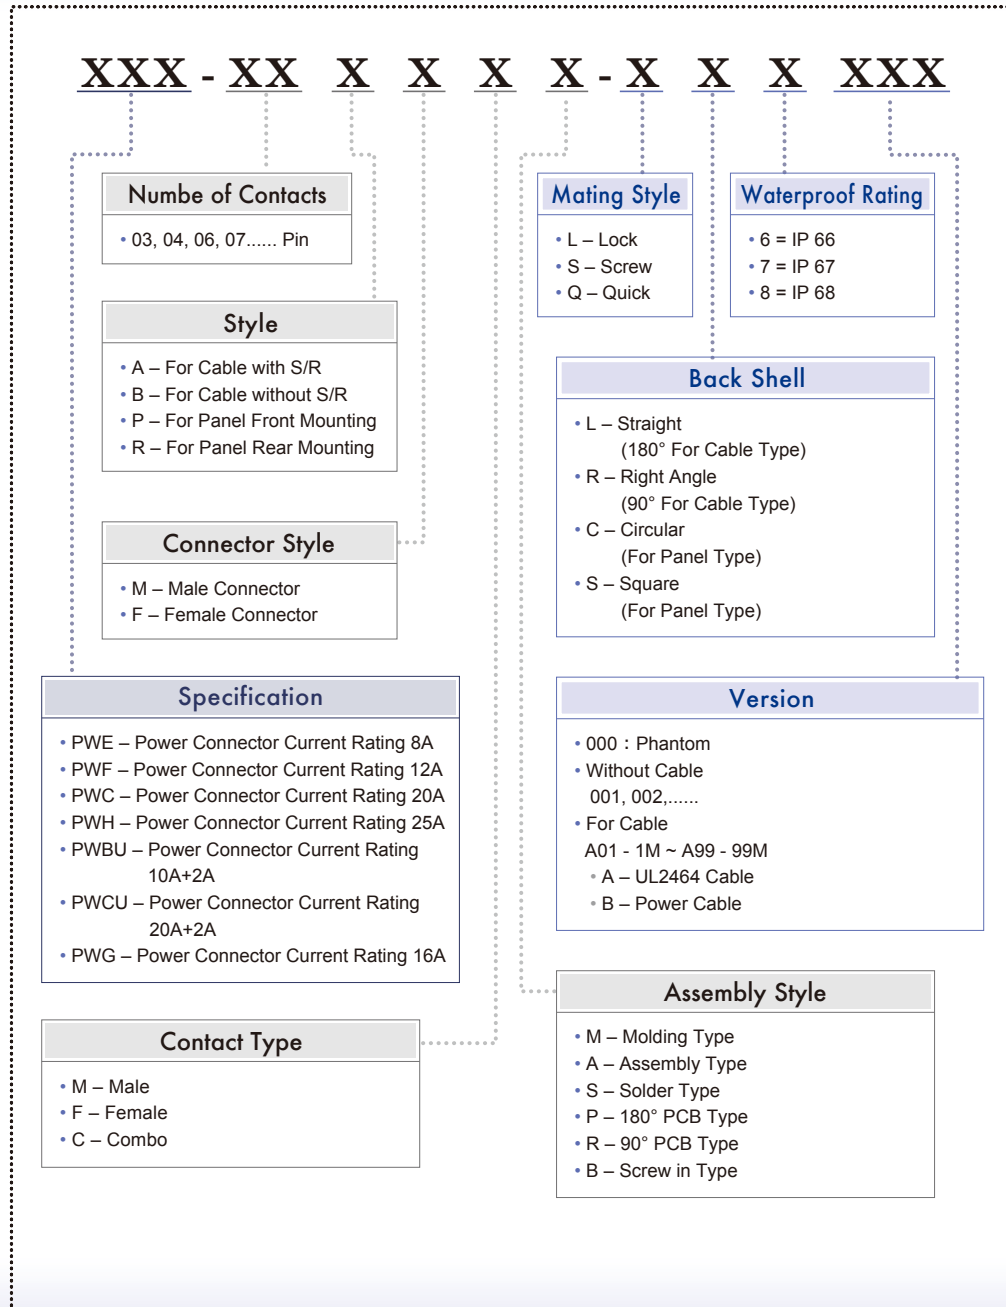 XXX - XX X X X X - X X X XXX
Numbe of Contacts
• 03, 04, 06, 07...... Pin
Style
• A – For Cable with S/R
• B – For Cable without S/R
• P – For Panel Front Mounting
• R – For Panel Rear Mounting
Connector Style
• M – Male Connector
• F – Female Connector
Specification
• PWE – Power Connector Current Rating 8A
• PWF – Power Connector Current Rating 12A
• PWC – Power Connector Current Rating 20A
• PWH – Power Connector Current Rating 25A
• PWBU – Power Connector Current Rating
10A+2A
• PWCU – Power Connector Current Rating
20A+2A
• PWG – Power Connector Current Rating 16A
Contact Type
• M – Male
• F – Female
• C – Combo
Mating Style
• L – Lock
• S – Screw
• Q – Quick
Waterproof Rating
• 6 = IP 66
• 7 = IP 67
• 8 = IP 68
Back Shell
• L – Straight
(180° For Cable Type)
• R – Right Angle
(90° For Cable Type)
• C – Circular
(For Panel Type)
• S – Square
(For Panel Type)
Version
• 000 : Phantom
• Without Cable
001, 002,......
• For Cable
A01 - 1M ~ A99 - 99M
• A – UL2464 Cable
• B – Power Cable
Assembly Style
• M – Molding Type
• A – Assembly Type
• S – Solder Type
• P – 180° PCB Type
• R – 90° PCB Type
• B – Screw in Type